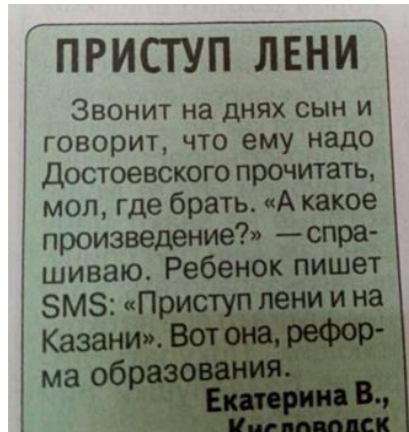 ПРИСТУП ЛЕНИ
Звонит на днях сын и
говорит, что ему надо
Достоевского прочитать,
мол, где брать. «А какое
произведение?» — спра-
шиваю. Ребенок пишет
SMS: «Приступ лени и на
Казани». Вот она, рефор-
ма образования.
Екатерина В.,
Кисловодск